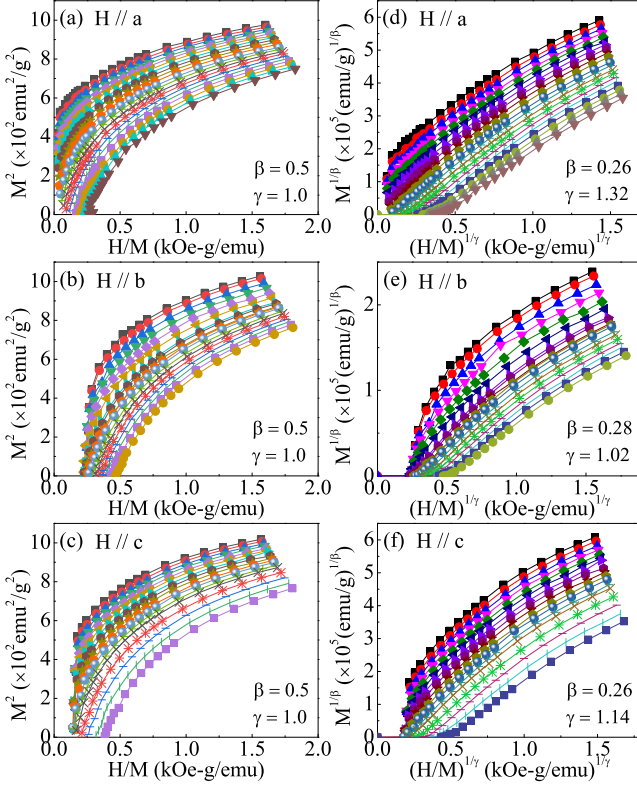 (a) H // a
M² (×10² emu²/g²)
10
8
6
4
2
0
β = 0.5
γ = 1.0
0.0 0.5 1.0 1.5 2.0
H/M (kOe-g/emu)
(d) H // a
M^{1/β} (×10⁵ (emu/g)^{1/β})
6
5
4
3
2
1
0
β = 0.26
γ = 1.32
0.5 1.0 1.5
(H/M)^{1/γ} (kOe-g/emu)^{1/γ}
(b) H // b
M² (×10² emu²/g²)
10
8
6
4
2
0
β = 0.5
γ = 1.0
0.0 0.5 1.0 1.5 2.0
H/M (kOe-g/emu)
(e) H // b
M^{1/β} (×10⁵ (emu/g)^{1/β})
2
1
0
β = 0.28
γ = 1.02
0.0 0.5 1.0 1.5
(H/M)^{1/γ} (kOe-g/emu)^{1/γ}
(c) H // c
M² (×10² emu²/g²)
10
8
6
4
2
0
β = 0.5
γ = 1.0
0.0 0.5 1.0 1.5 2.0
H/M (kOe-g/emu)
(f) H // c
M^{1/β} (×10⁵ (emu/g)^{1/β})
6
5
4
3
2
1
0
β = 0.26
γ = 1.14
0.0 0.5 1.0 1.5
(H/M)^{1/γ} (kOe-g/emu)^{1/γ}